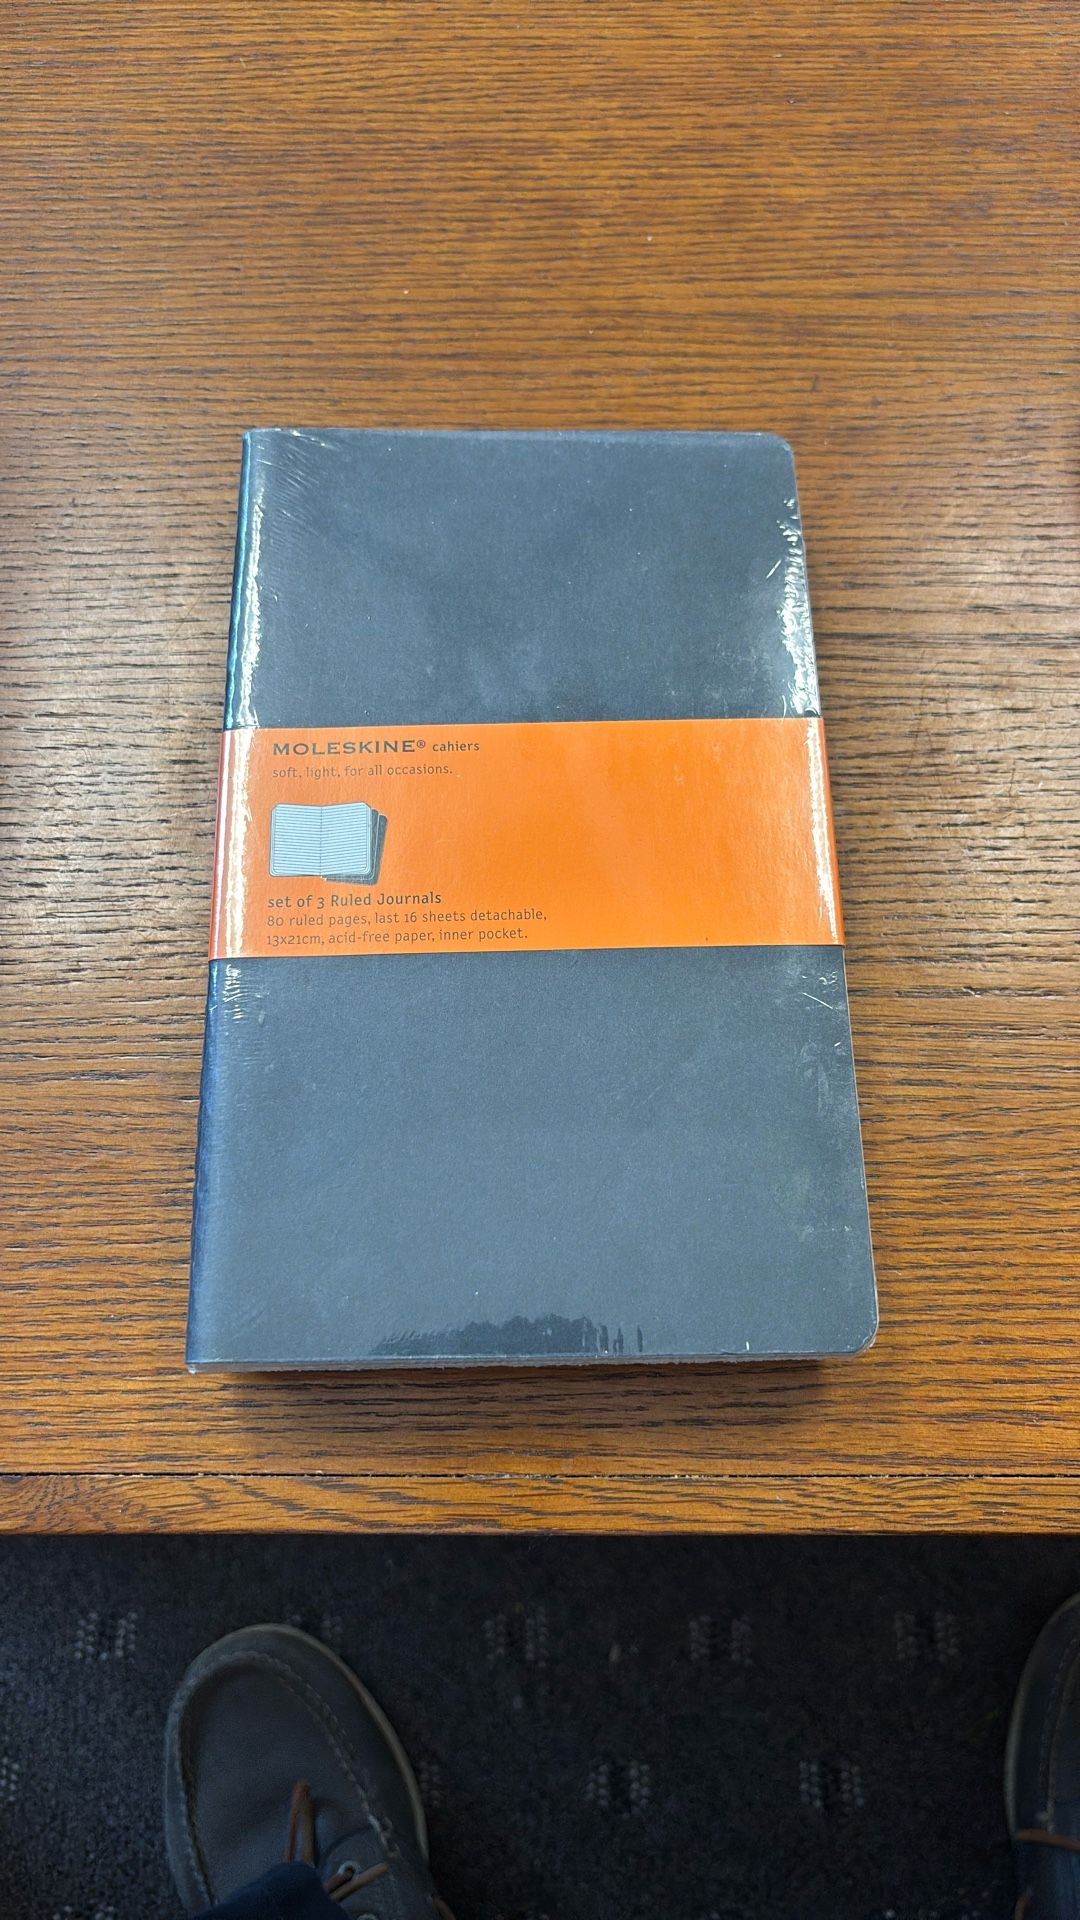 MOLESKINE® cahiers
soft, light, for all occasions.
set of 3 Ruled Journals
80 ruled pages, last 16 sheets detachable,
13x21cm, acid-free paper, inner pocket.